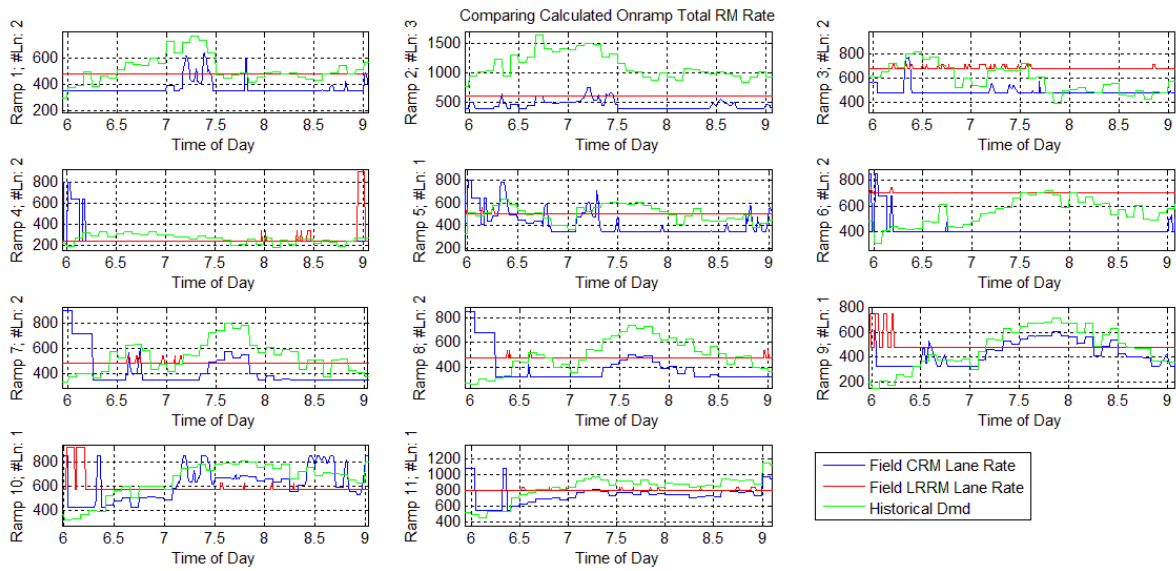 Comparing Calculated Onramp Total RM Rate
Ramp 1; #Ln: 2
600
400
200
6 6.5 7 7.5 8 8.5 9
Time of Day
Ramp 2; #Ln: 3
1500
1000
500
6 6.5 7 7.5 8 8.5 9
Time of Day
Ramp 3; #Ln: 2
800
600
400
6 6.5 7 7.5 8 8.5 9
Time of Day
Ramp 4; #Ln: 2
800
600
400
200
6 6.5 7 7.5 8 8.5 9
Time of Day
Ramp 5; #Ln: 1
800
600
400
200
6 6.5 7 7.5 8 8.5 9
Time of Day
Ramp 6; #Ln: 2
800
600
400
6 6.5 7 7.5 8 8.5 9
Time of Day
Ramp 7; #Ln: 2
800
600
400
6 6.5 7 7.5 8 8.5 9
Time of Day
Ramp 8; #Ln: 2
800
600
400
6 6.5 7 7.5 8 8.5 9
Time of Day
Ramp 9; #Ln: 1
800
600
400
200
6 6.5 7 7.5 8 8.5 9
Time of Day
Ramp 10; #Ln: 1
800
600
400
6 6.5 7 7.5 8 8.5 9
Time of Day
Ramp 11; #Ln: 1
1200
1000
800
600
400
6 6.5 7 7.5 8 8.5 9
Time of Day
Field CRM Lane Rate
Field LRRM Lane Rate
Historical Dmd